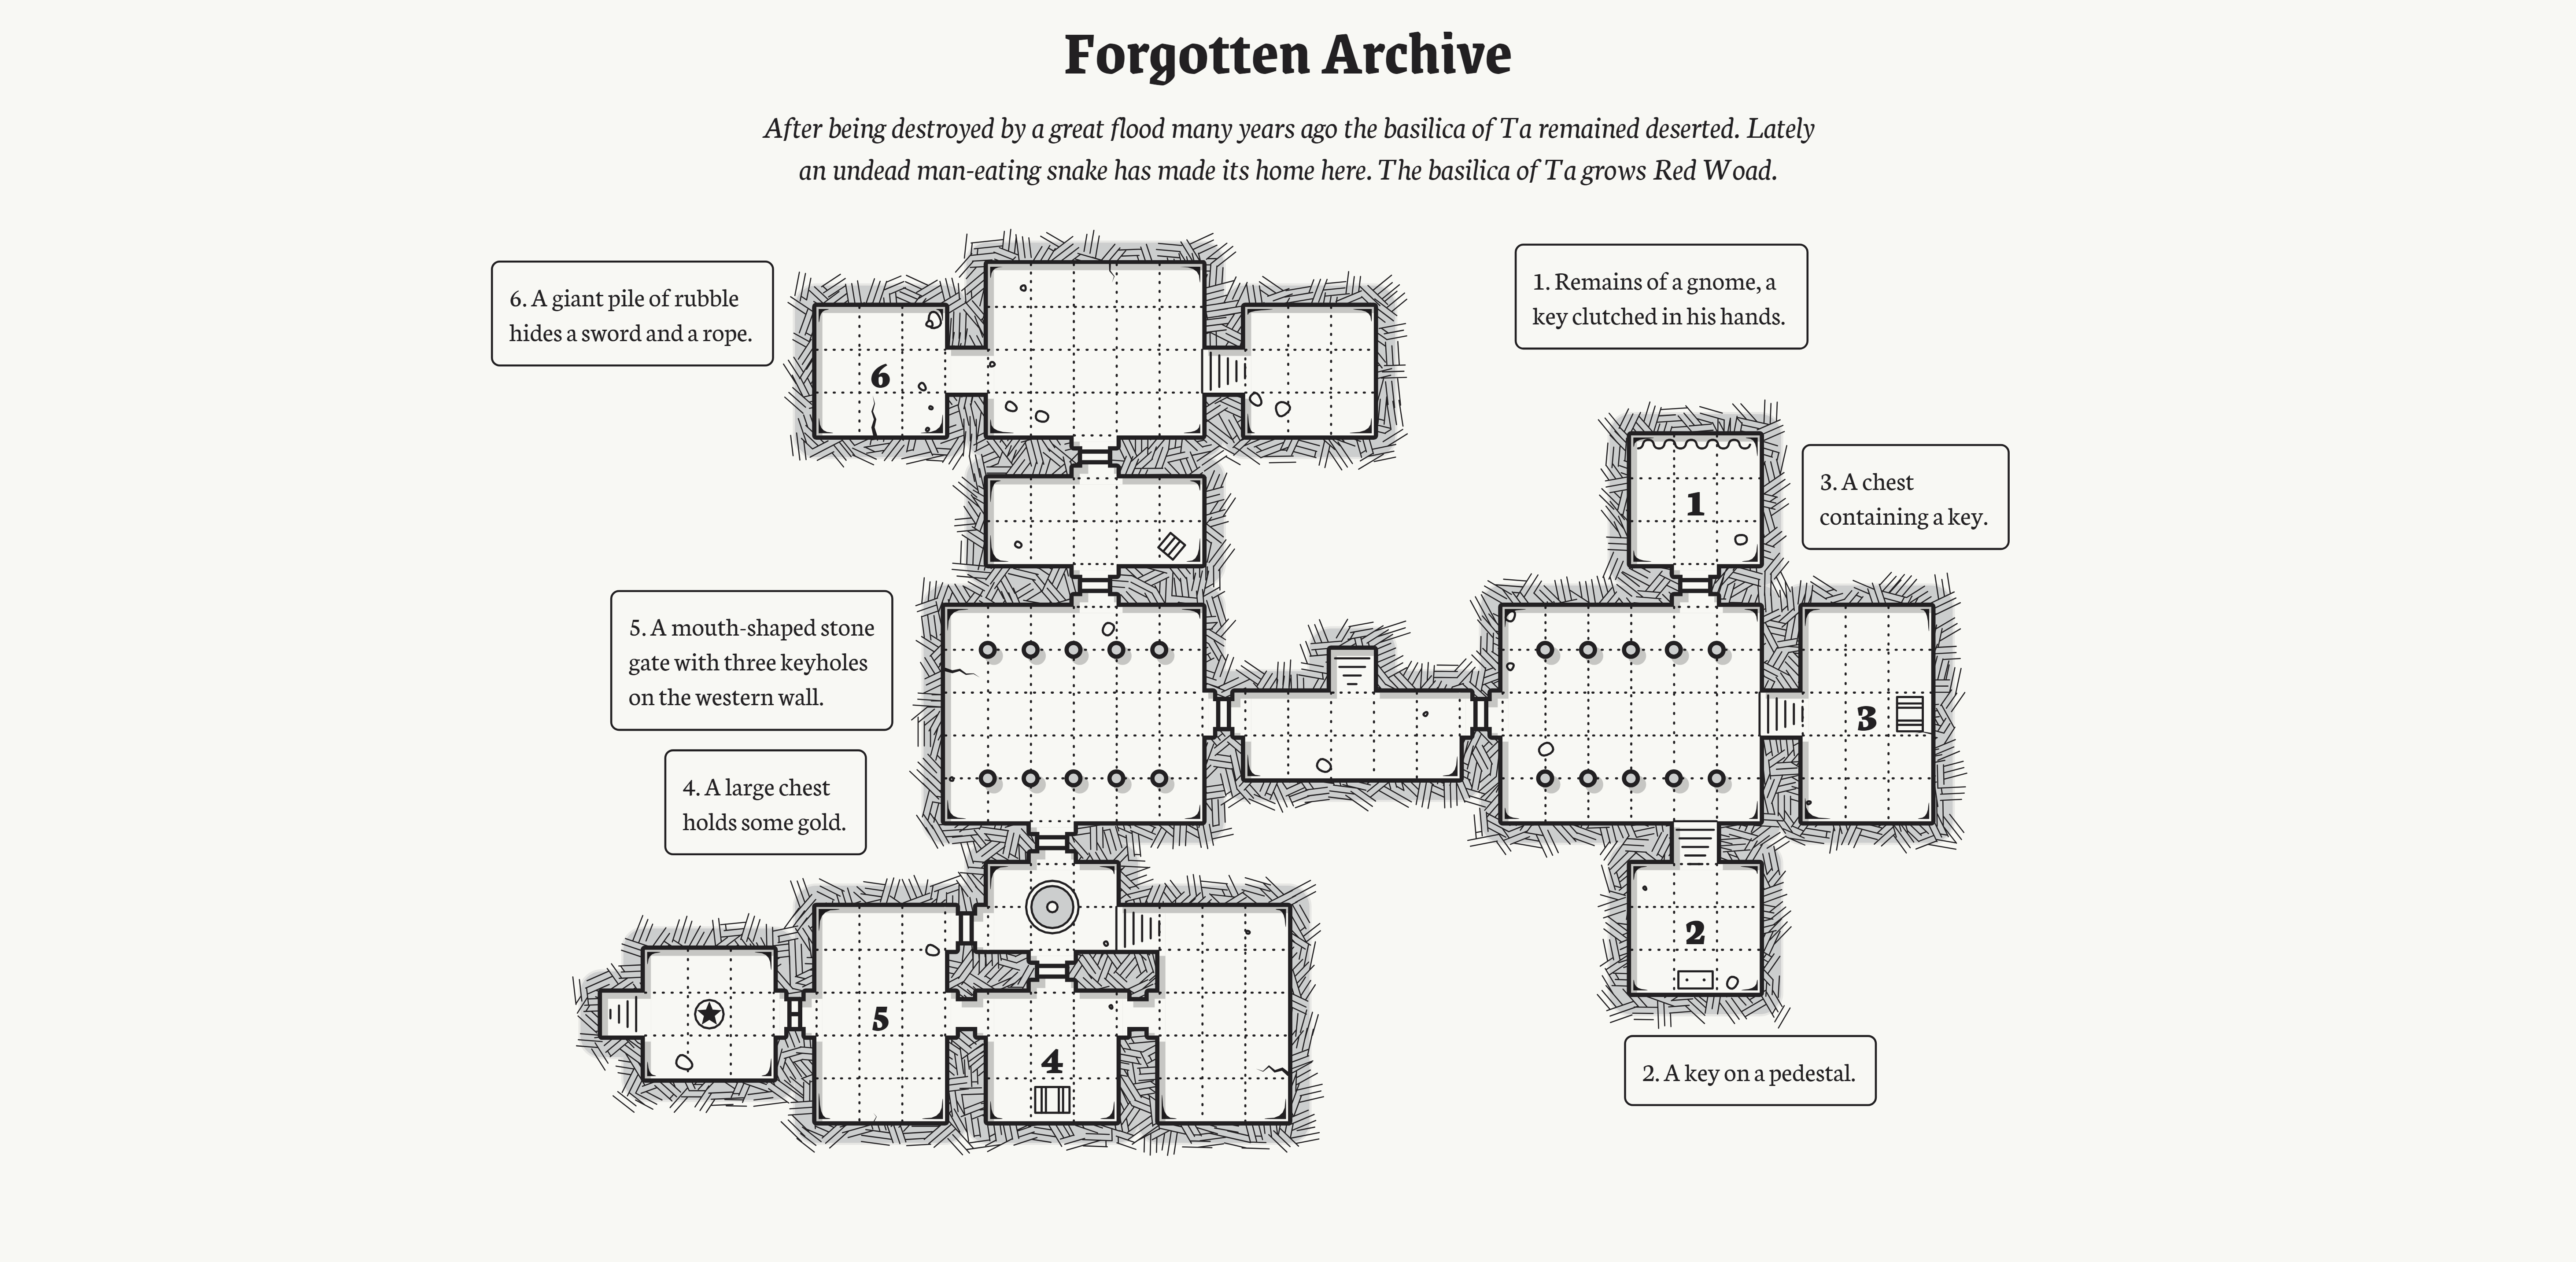 Forgotten Archive
After being destroyed by a great flood many years ago the basilica of Ta remained deserted. Lately
an undead man-eating snake has made its home here. The basilica of Ta grows Red Woad.
6. A giant pile of rubble
hides a sword and a rope.
1. Remains of a gnome, a
key clutched in his hands.
6
1
3. A chest
containing a key.
5. A mouth-shaped stone
gate with three keyholes
on the western wall.
3
4. A large chest
holds some gold.
2
5
4
2. A key on a pedestal.